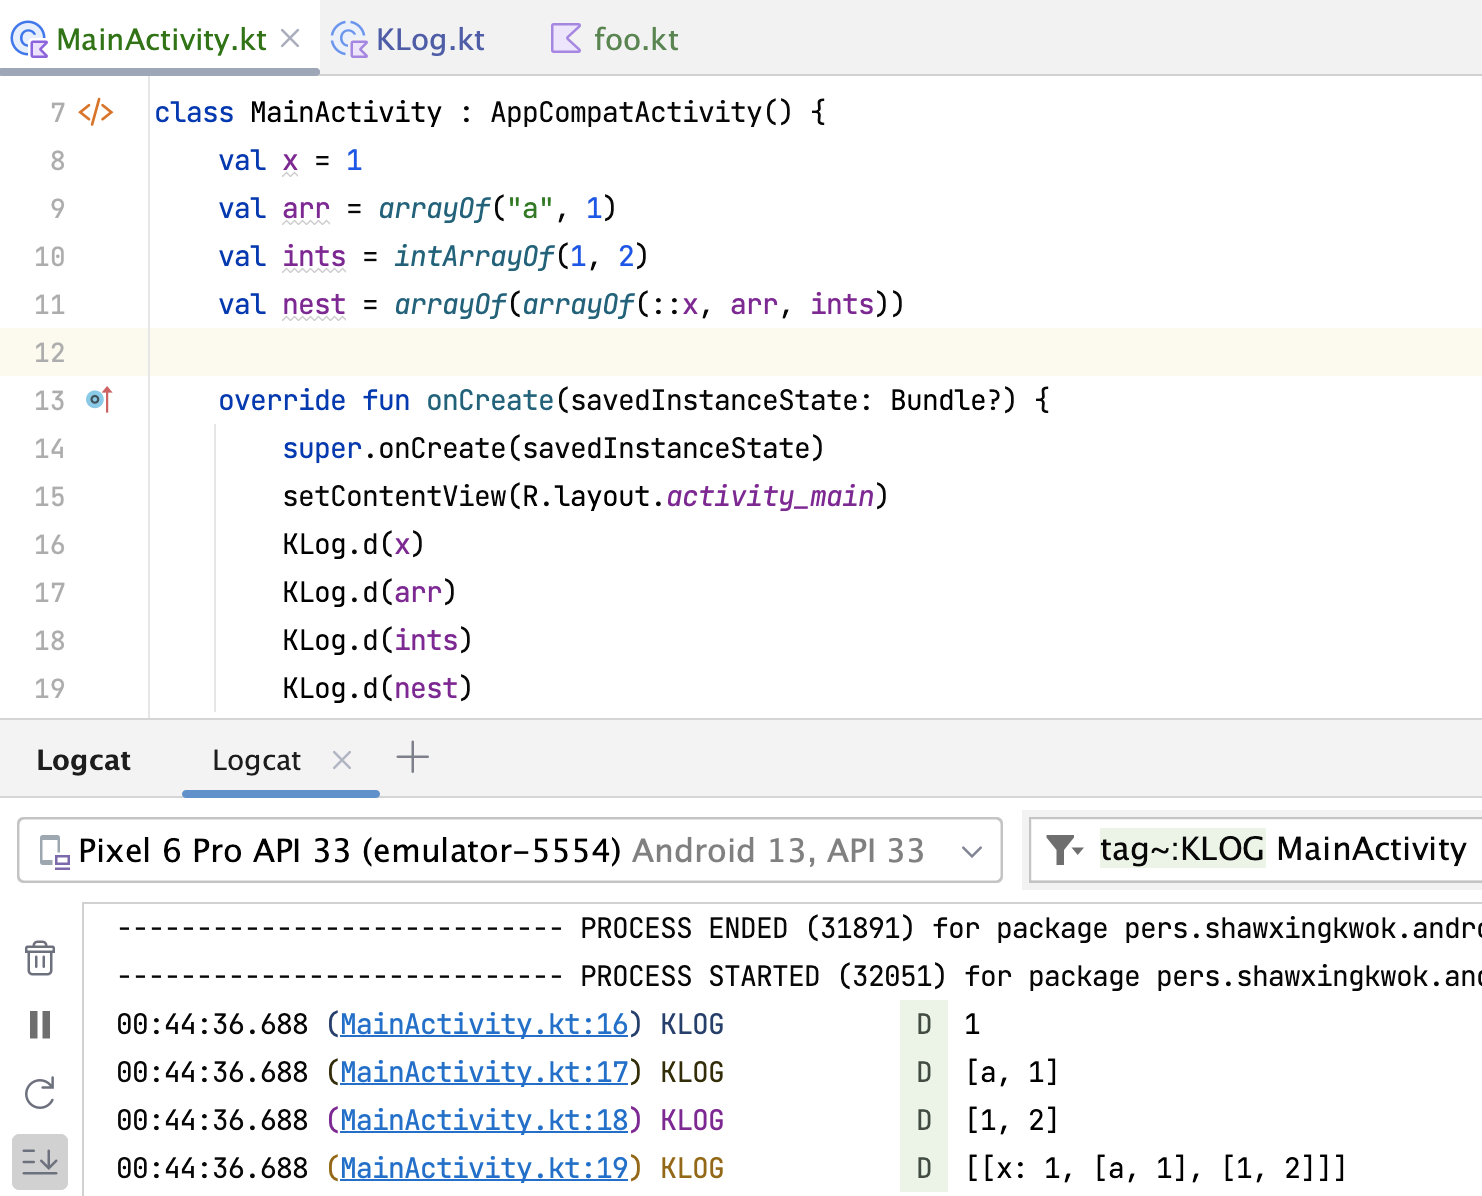 MainActivity.kt KLog.kt foo.kt
7 </> class MainActivity : AppCompatActivity() {
8 val x = 1
9 val arr = arrayOf("a", 1)
10 val ints = intArrayOf(1, 2)
11 val nest = arrayOf(arrayOf(::x, arr, ints))
12
13 override fun onCreate(savedInstanceState: Bundle?) {
14 super.onCreate(savedInstanceState)
15 setContentView(R.layout.activity_main)
16 KLog.d(x)
17 KLog.d(arr)
18 KLog.d(ints)
19 KLog.d(nest)
Logcat Logcat
Pixel 6 Pro API 33 (emulator-5554) Android 13, API 33 tag~:KLOG MainActivity
---------------------------- PROCESS ENDED (31891) for package pers.shawxingkwok.andro
---------------------------- PROCESS STARTED (32051) for package pers.shawxingkwok.and
00:44:36.688 (MainActivity.kt:16) KLOG D 1
00:44:36.688 (MainActivity.kt:17) KLOG D [a, 1]
00:44:36.688 (MainActivity.kt:18) KLOG D [1, 2]
00:44:36.688 (MainActivity.kt:19) KLOG D [[x: 1, [a, 1], [1, 2]]]